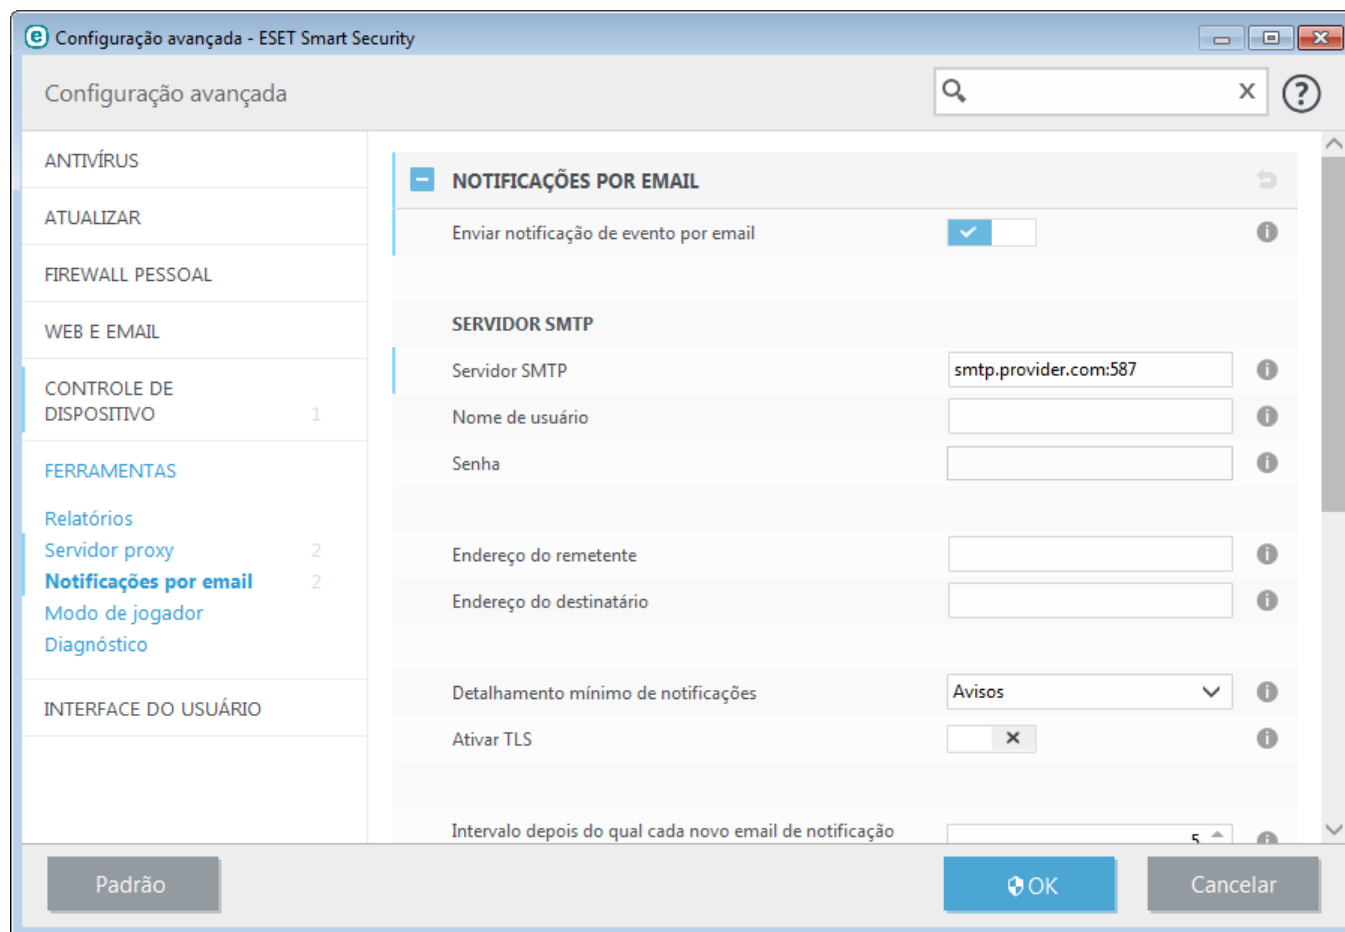 Configuração avançada - ESET Smart Security
Configuração avançada
ANTIVÍRUS
ATUALIZAR
FIREWALL PESSOAL
WEB E EMAIL
CONTROLE DE
DISPOSITIVO 1
FERRAMENTAS
Relatórios
Servidor proxy 2
Notificações por email 2
Modo de jogador
Diagnóstico
INTERFACE DO USUÁRIO
NOTIFICAÇÕES POR EMAIL
Enviar notificação de evento por email
SERVIDOR SMTP
Servidor SMTP smtp.provider.com:587
Nome de usuário
Senha
Endereço do remetente
Endereço do destinatário
Detalhamento mínimo de notificações Avisos
Ativar TLS
Intervalo depois do qual cada novo email de notificação 5
Padrão OK Cancelar